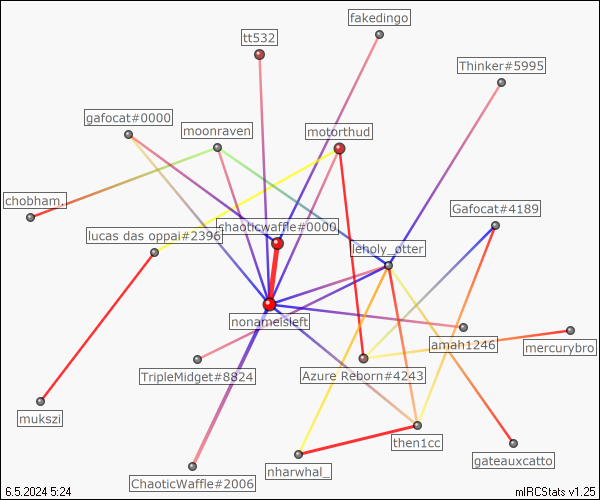 fakedingo
tt532
Thinker#5995
gafocat#0000
moonraven
motorthud
chobham.
Gafocat#4189
lucas das oppai#2396
chaoticwaffle#0000
leholy_otter
nonameisleft
amah1246
mercurybro
TripleMidget#8824
Azure Reborn#4243
mukszi
then1cc
gateauxcatto
nharwhal_
ChaoticWaffle#2006
6.5.2024 5:24
mIRCStats v1.25